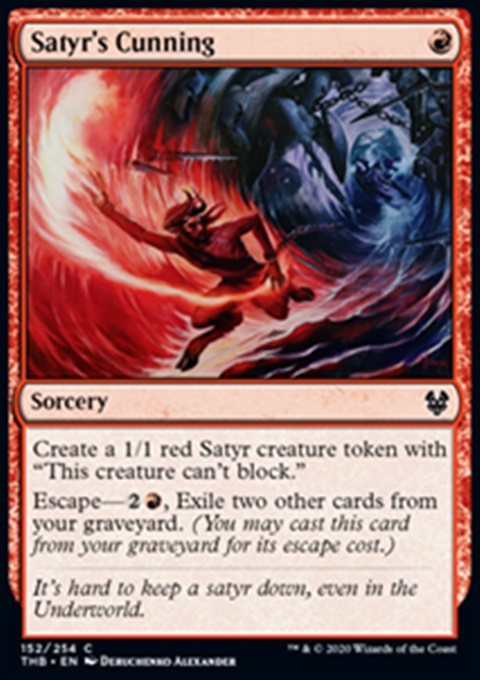 Satyr's Cunning
Sorcery
Create a 1/1 red Satyr creature token with
“This creature can't block.”
Escape—2, Exile two other cards from
your graveyard. (You may cast this card
from your graveyard for its escape cost.)
It's hard to keep a satyr down, even in the
Underworld.
152/254 C
™ & © 2020 Wizards of the Coast
THB • EN Deruchenko Alexander